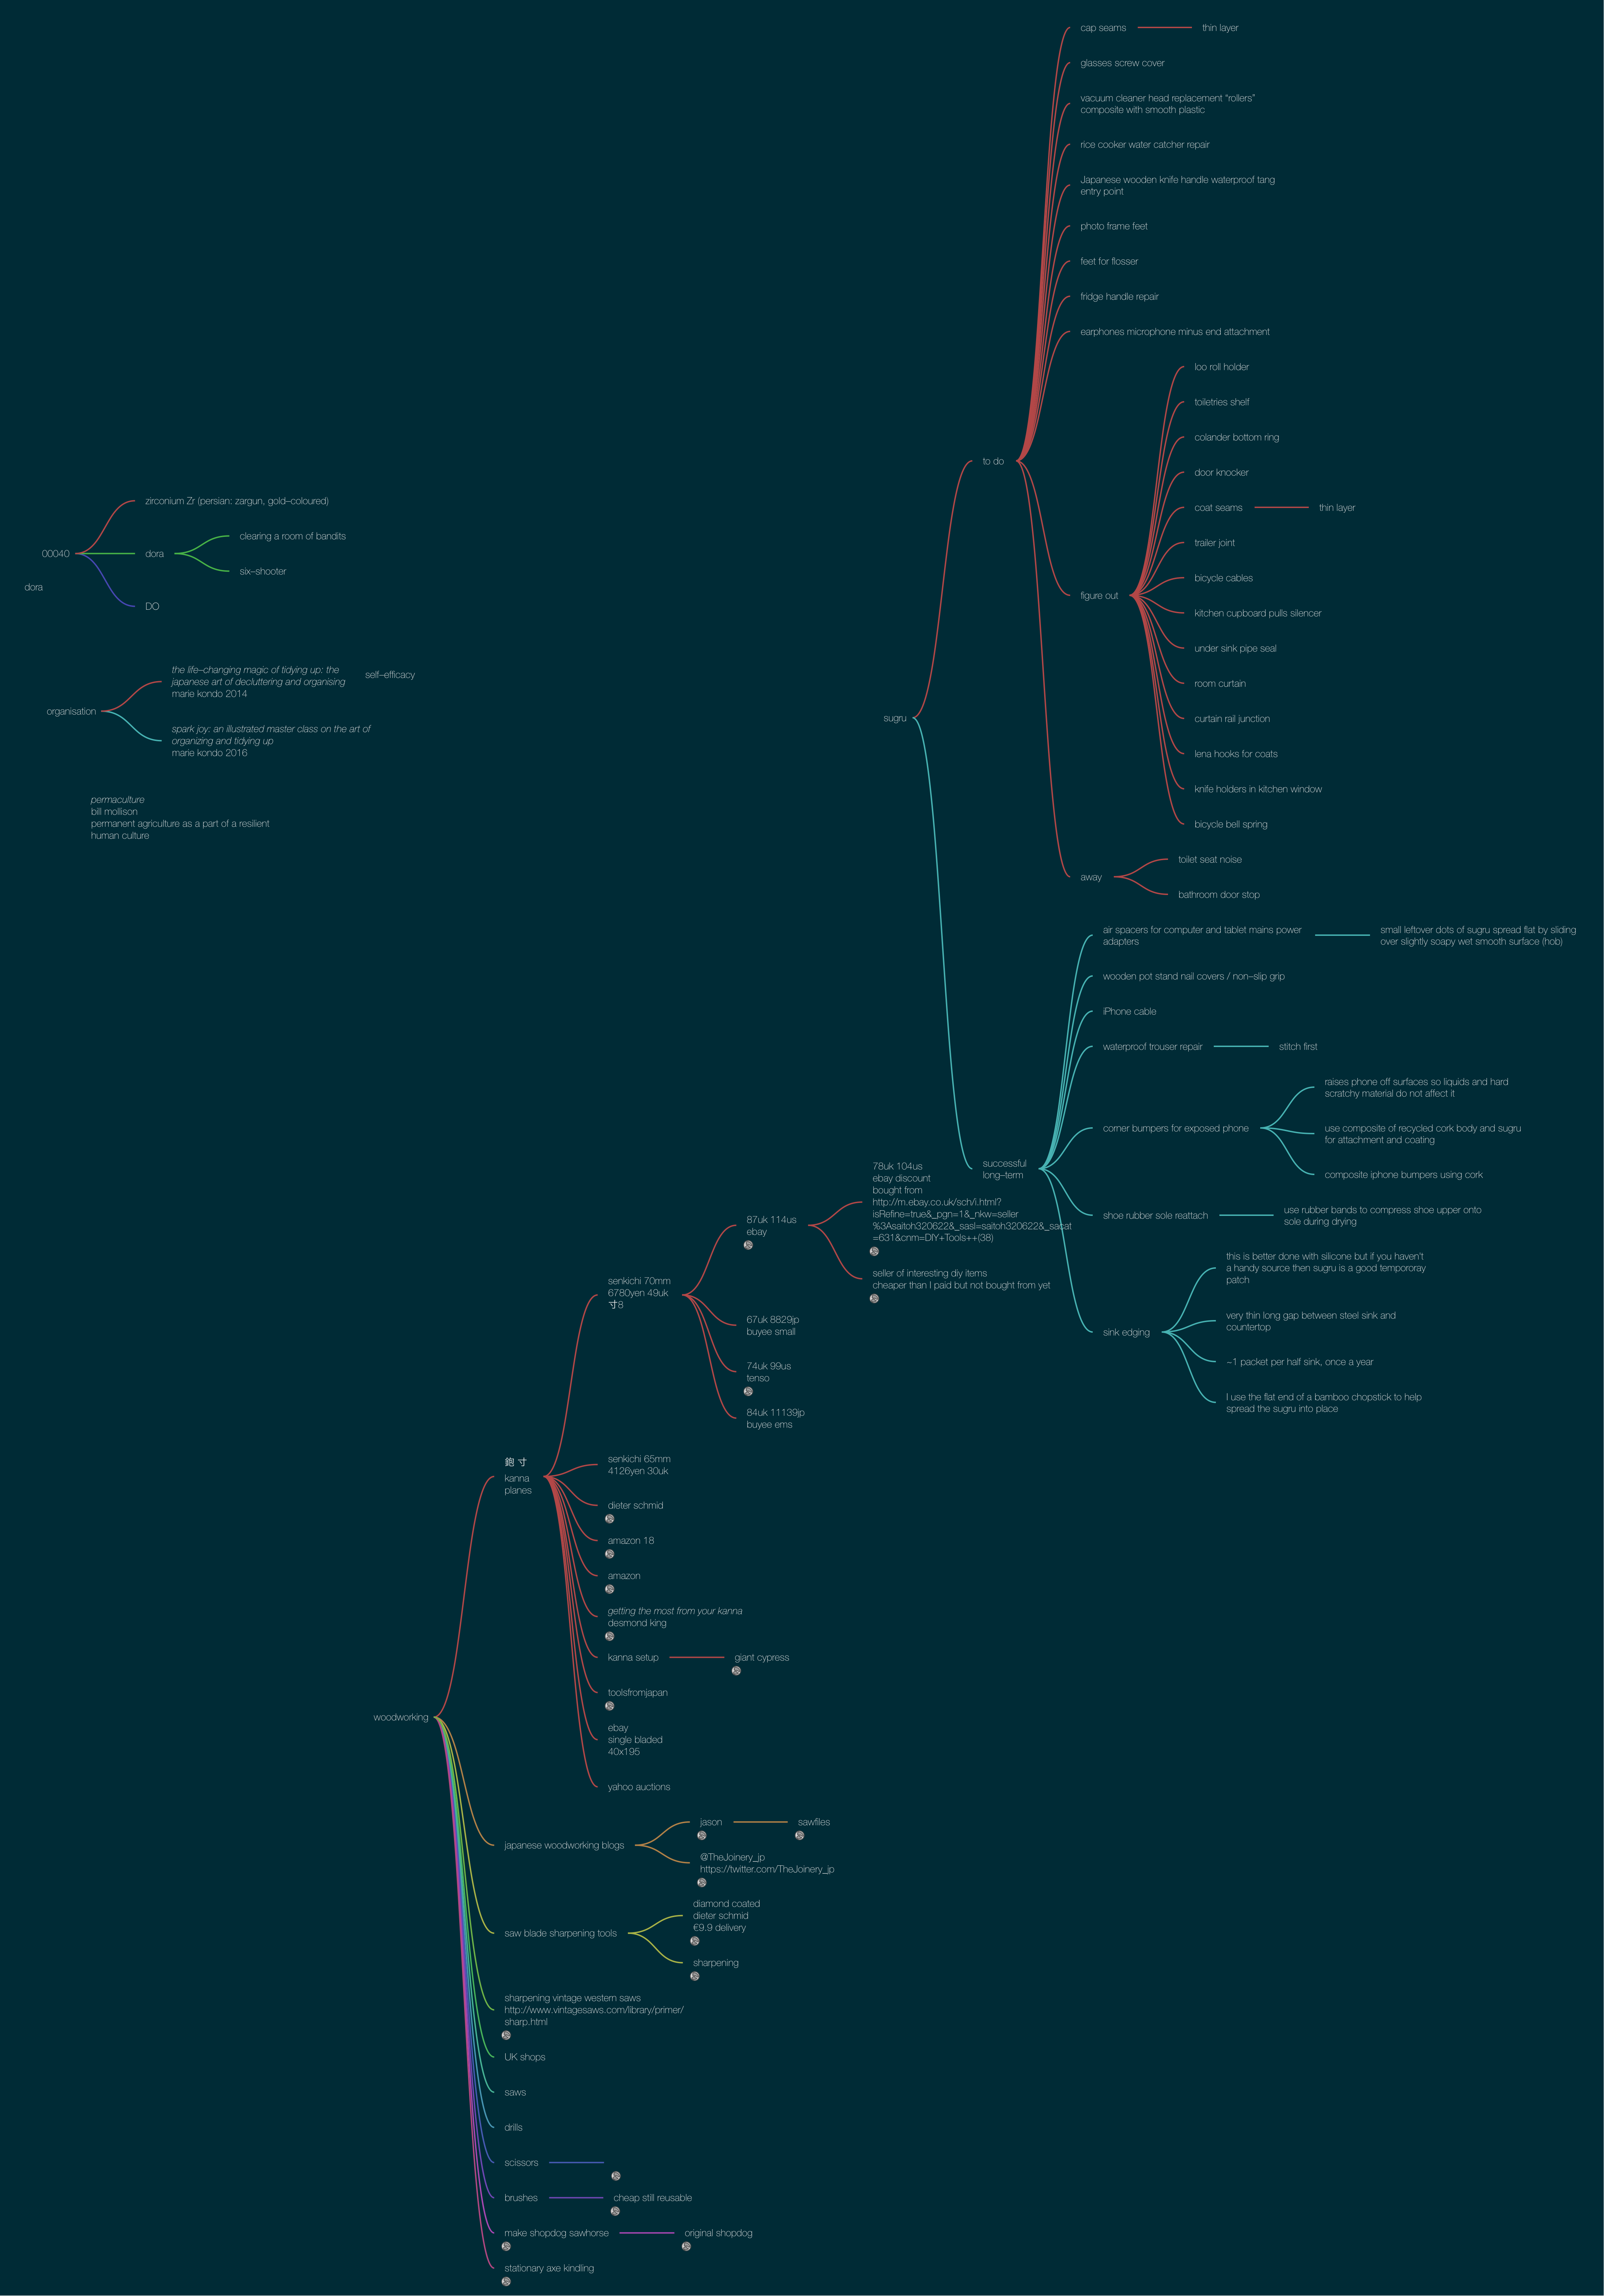 00040
zirconium Zr (persian: zargun, gold–coloured)
dora
clearing a room of bandits
six–shooter
DO
dora
organisation
the life–changing magic of tidying up: the
japanese art of decluttering and organising
marie kondo 2014
self–efficacy
spark joy: an illustrated master class on the art of
organizing and tidying up
marie kondo 2016
permaculture
bill mollison
permanent agriculture as a part of a resilient
human culture
sugru
to do
cap seams
thin layer
glasses screw cover
vacuum cleaner head replacement “rollers”
composite with smooth plastic
rice cooker water catcher repair
Japanese wooden knife handle waterproof tang
entry point
photo frame feet
feet for flosser
fridge handle repair
earphones microphone minus end attachment
figure out
loo roll holder
toiletries shelf
colander bottom ring
door knocker
coat seams
thin layer
trailer joint
bicycle cables
kitchen cupboard pulls silencer
under sink pipe seal
room curtain
curtain rail junction
lena hooks for coats
knife holders in kitchen window
bicycle bell spring
away
toilet seat noise
bathroom door stop
successful
long–term
air spacers for computer and tablet mains power
adapters
small leftover dots of sugru spread flat by sliding
over slightly soapy wet smooth surface (hob)
wooden pot stand nail covers / non–slip grip
iPhone cable
waterproof trouser repair
stitch first
corner bumpers for exposed phone
raises phone off surfaces so liquids and hard
scratchy material do not affect it
use composite of recycled cork body and sugru
for attachment and coating
composite iphone bumpers using cork
shoe rubber sole reattach
use rubber bands to compress shoe upper onto
sole during drying
sink edging
this is better done with silicone but if you haven't
a handy source then sugru is a good tempororay
patch
very thin long gap between steel sink and
countertop
~1 packet per half sink, once a year
I use the flat end of a bamboo chopstick to help
spread the sugru into place
woodworking
鉋 寸
kanna
planes
senkichi 70mm
6780yen 49uk
寸8
87uk 114us
ebay
78uk 104us
ebay discount
bought from
http://m.ebay.co.uk/sch/i.html?
isRefine=true&_pgn=1&_nkw=seller
%3Asaitoh320622&_sasl=saitoh320622&_sacat
=631&cnm=DIY+Tools++(38)
seller of interesting diy items
cheaper than I paid but not bought from yet
67uk 8829jp
buyee small
74uk 99us
tenso
84uk 11139jp
buyee ems
senkichi 65mm
4126yen 30uk
dieter schmid
amazon 18
amazon
getting the most from your kanna
desmond king
kanna setup
giant cypress
toolsfromjapan
ebay
single bladed
40x195
yahoo auctions
japanese woodworking blogs
jason
sawfiles
@TheJoinery_jp
https://twitter.com/TheJoinery_jp
saw blade sharpening tools
diamond coated
dieter schmid
€9.9 delivery
sharpening
sharpening vintage western saws
http://www.vintagesaws.com/library/primer/
sharp.html
UK shops
saws
drills
scissors
brushes
cheap still reusable
make shopdog sawhorse
original shopdog
stationary axe kindling